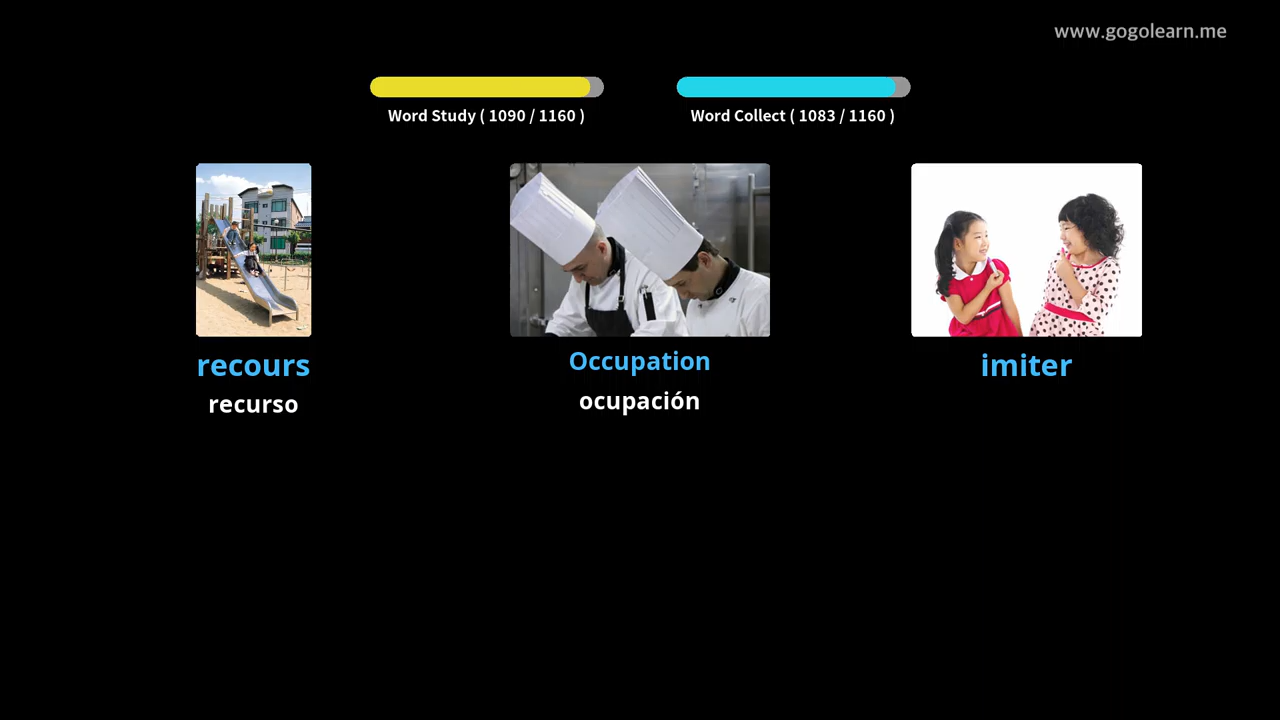 www.gogolearn.me
Word Study ( 1090 / 1160 )
Word Collect ( 1083 / 1160 )
recours
recurso
Occupation
ocupación
imiter